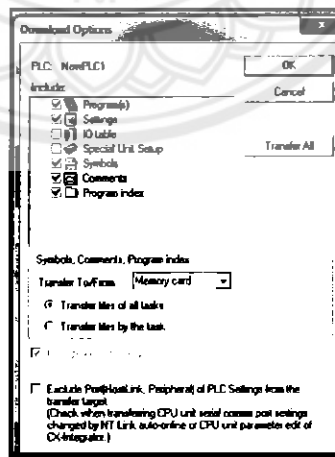 Download Options
PLC: NewPLC1
OK
Include:
Cancel
Program(s)
Settings
IO table
Special Unit Setup
Transfer All
Symbols
Comments
Program index
Symbols, Comments, Program index
Transfer To/From: Memory card
Transfer files of all tasks
Transfer files by the task
Exclude Port(HostLink, Peripheral) of PLC Settings from the
transfer target.
(Check when transferring CPU unit serial comms port settings
changed by NT Link auto-online or CPU unit parameter edit of
CX-Integrator.)